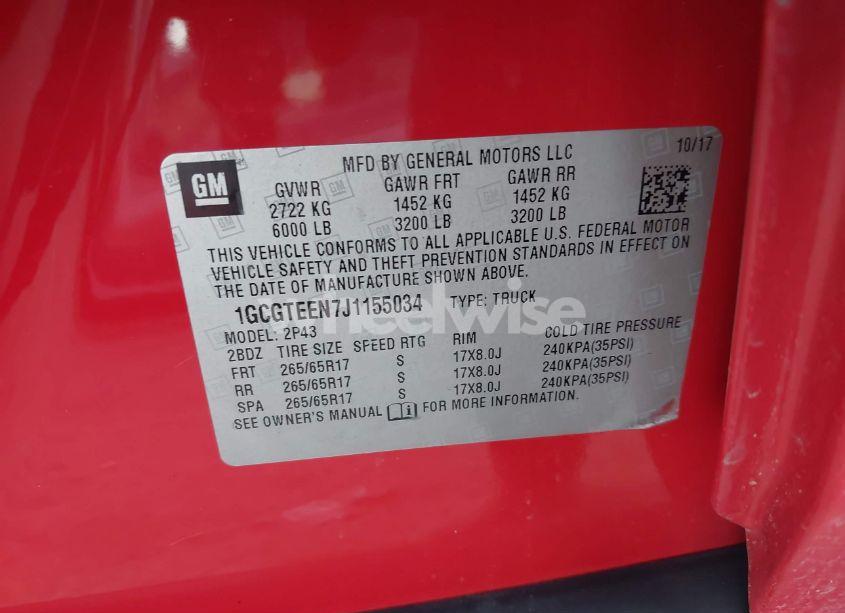 MFD BY GENERAL MOTORS LLC 10/17
GM
GVWR GAWR FRT GAWR RR
2722 KG 1452 KG 1452 KG
6000 LB 3200 LB 3200 LB
THIS VEHICLE CONFORMS TO ALL APPLICABLE U.S. FEDERAL MOTOR
VEHICLE SAFETY AND THEFT PREVENTION STANDARDS IN EFFECT ON
THE DATE OF MANUFACTURE SHOWN ABOVE.
1GCGTEEN7J1155034 TYPE: TRUCK
wheelwise
MODEL: 2P43
2BDZ TIRE SIZE SPEED RTG RIM COLD TIRE PRESSURE
FRT 265/65R17 S 17X8.0J 240KPA(35PSI)
RR 265/65R17 S 17X8.0J 240KPA(35PSI)
SPA 265/65R17 S 17X8.0J 240KPA(35PSI)
SEE OWNER'S MANUAL FOR MORE INFORMATION.